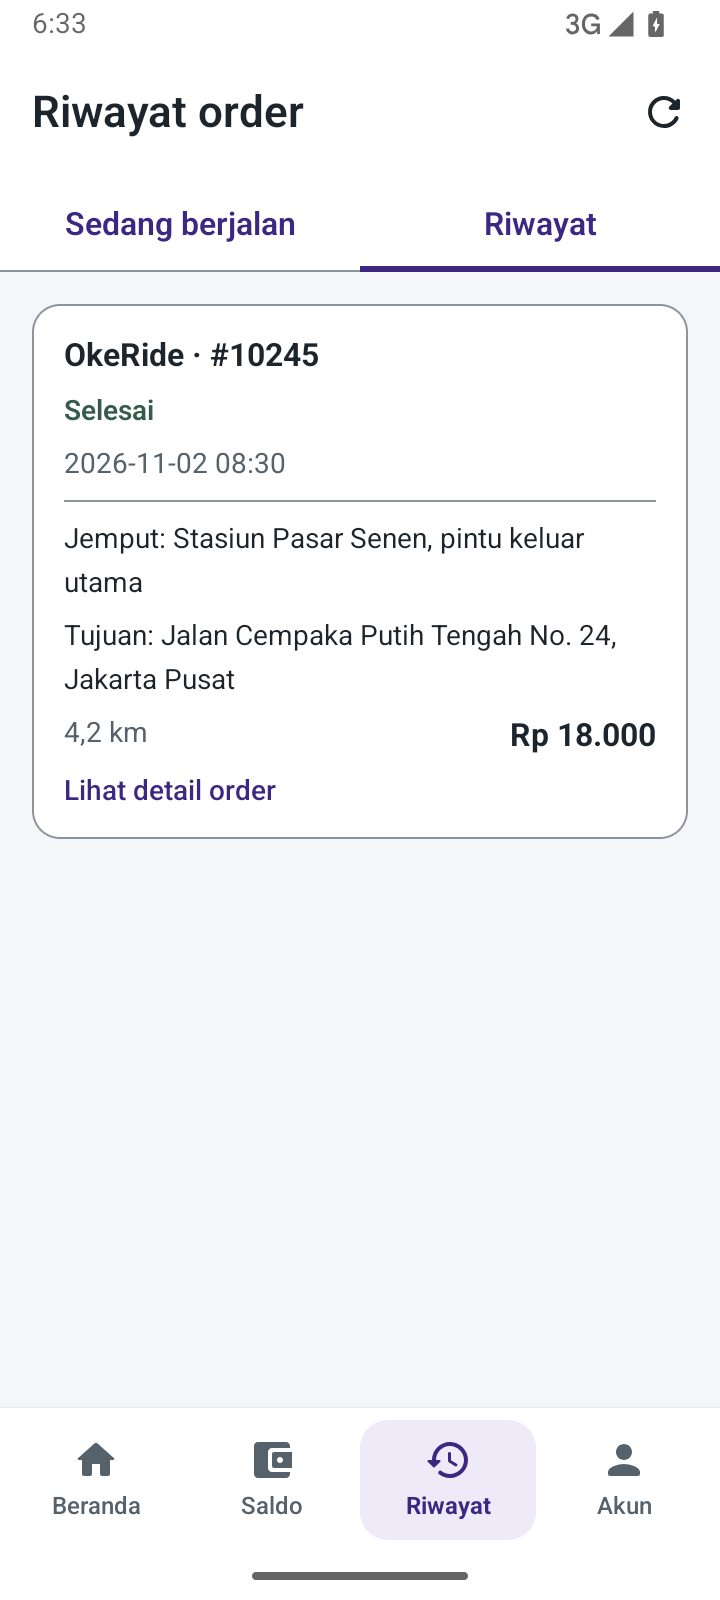 6:33
3G
Riwayat order
Sedang berjalan
Riwayat
OkeRide · #10245
Selesai
2026-11-02 08:30
Jemput: Stasiun Pasar Senen, pintu keluar
utama
Tujuan: Jalan Cempaka Putih Tengah No. 24,
Jakarta Pusat
4,2 km
Rp 18.000
Lihat detail order
Beranda
Saldo
Riwayat
Akun